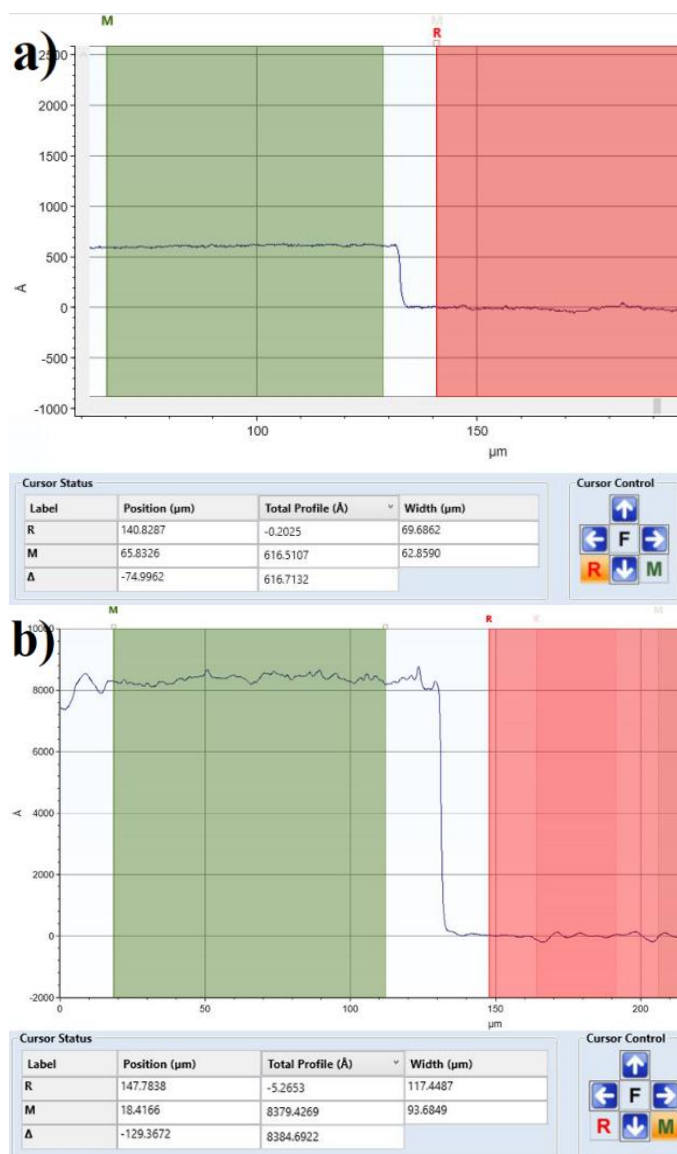 M M
R
a)
2500
2000
1500
1000
500
0
-500
-1000
Å
100 150
µm
Cursor Status Cursor Control
Label Position (µm) Total Profile (Å) Width (µm)
R 140.8287 -0.2025 69.6862
M 65.8326 616.5107 62.8590
Δ -74.9962 616.7132
F
R M
M R R M
b)
10000
8000
6000
4000
2000
0
-2000
Å
0 50 100 150 200
µm
Cursor Status Cursor Control
Label Position (µm) Total Profile (Å) Width (µm)
R 147.7838 -5.2653 117.4487
M 18.4166 8379.4269 93.6849
Δ -129.3672 8384.6922
F
R M